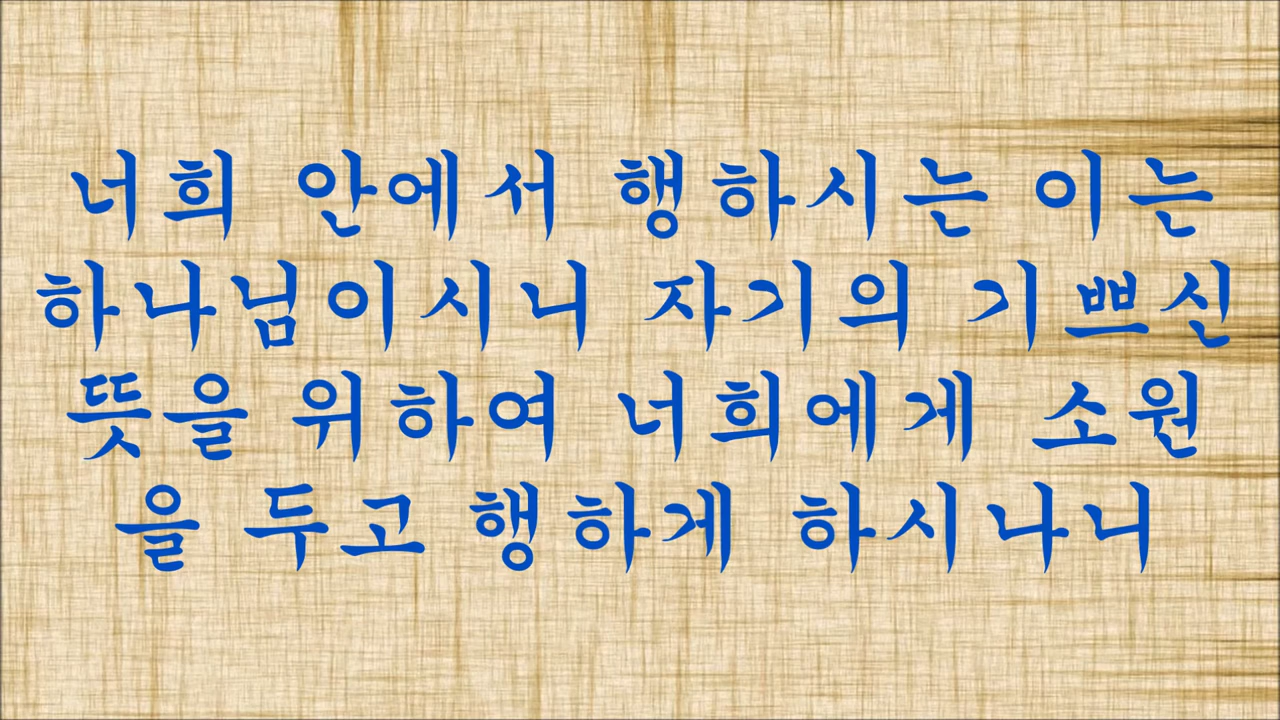 너희 안에서 행하시는 이는
하나님이시니 자기의 기쁘신
뜻을 위하여 너희에게 소원
을 두고 행하게 하시나니